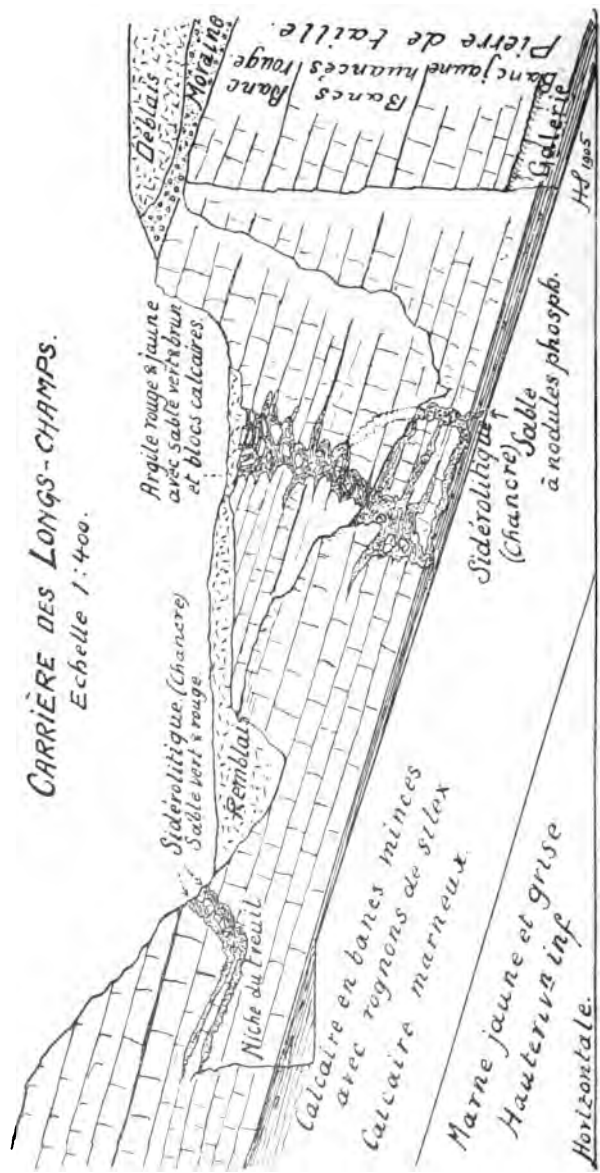 CARRIÈRE DES LONGS-CHAMPS.
Echelle 1:400.
Sidérolitique (Chancre)
Sable vert & rouge.
Argile rouge & jaune
avec sable vert & brun
et blocs calcaires.
Déblais
Moraine
Remblais
Niche du treuil
Banc
rouge
Bancs
nuancés
Banc jaune
Pierre de taille.
Galerie
Calcaire en bancs minces
avec rognons de silex
Calcaire marneux.
Sidérolitique
(Chancre)
Sable
à nodules phosph.
Marne jaune et grise
Hauterivn inf
Horizontale.
H.S 1905